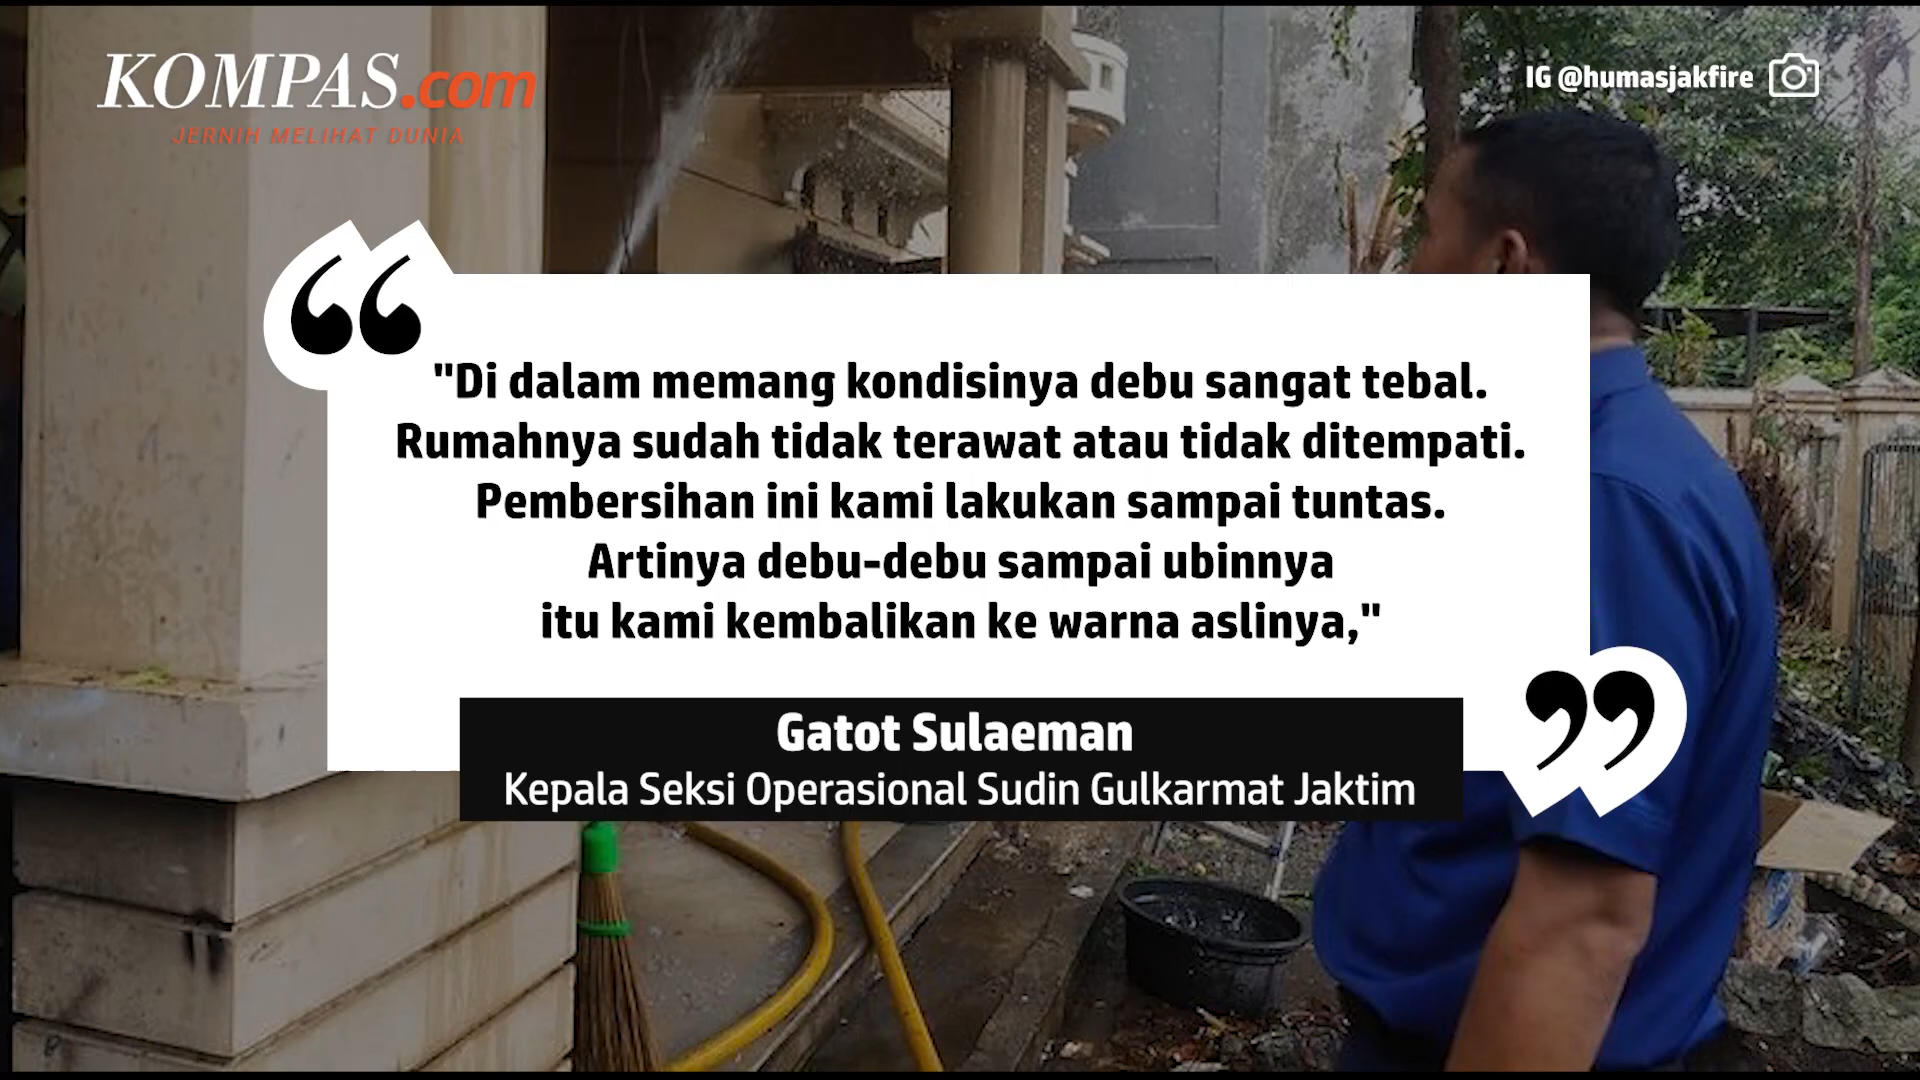 KOMPAS.com
JERNIH MELIHAT DUNIA
IG @humasjakfire
"Di dalam memang kondisinya debu sangat tebal.
Rumahnya sudah tidak terawat atau tidak ditempati.
Pembersihan ini kami lakukan sampai tuntas.
Artinya debu-debu sampai ubinnya
itu kami kembalikan ke warna aslinya,"
Gatot Sulaeman
Kepala Seksi Operasional Sudin Gulkarmat Jaktim